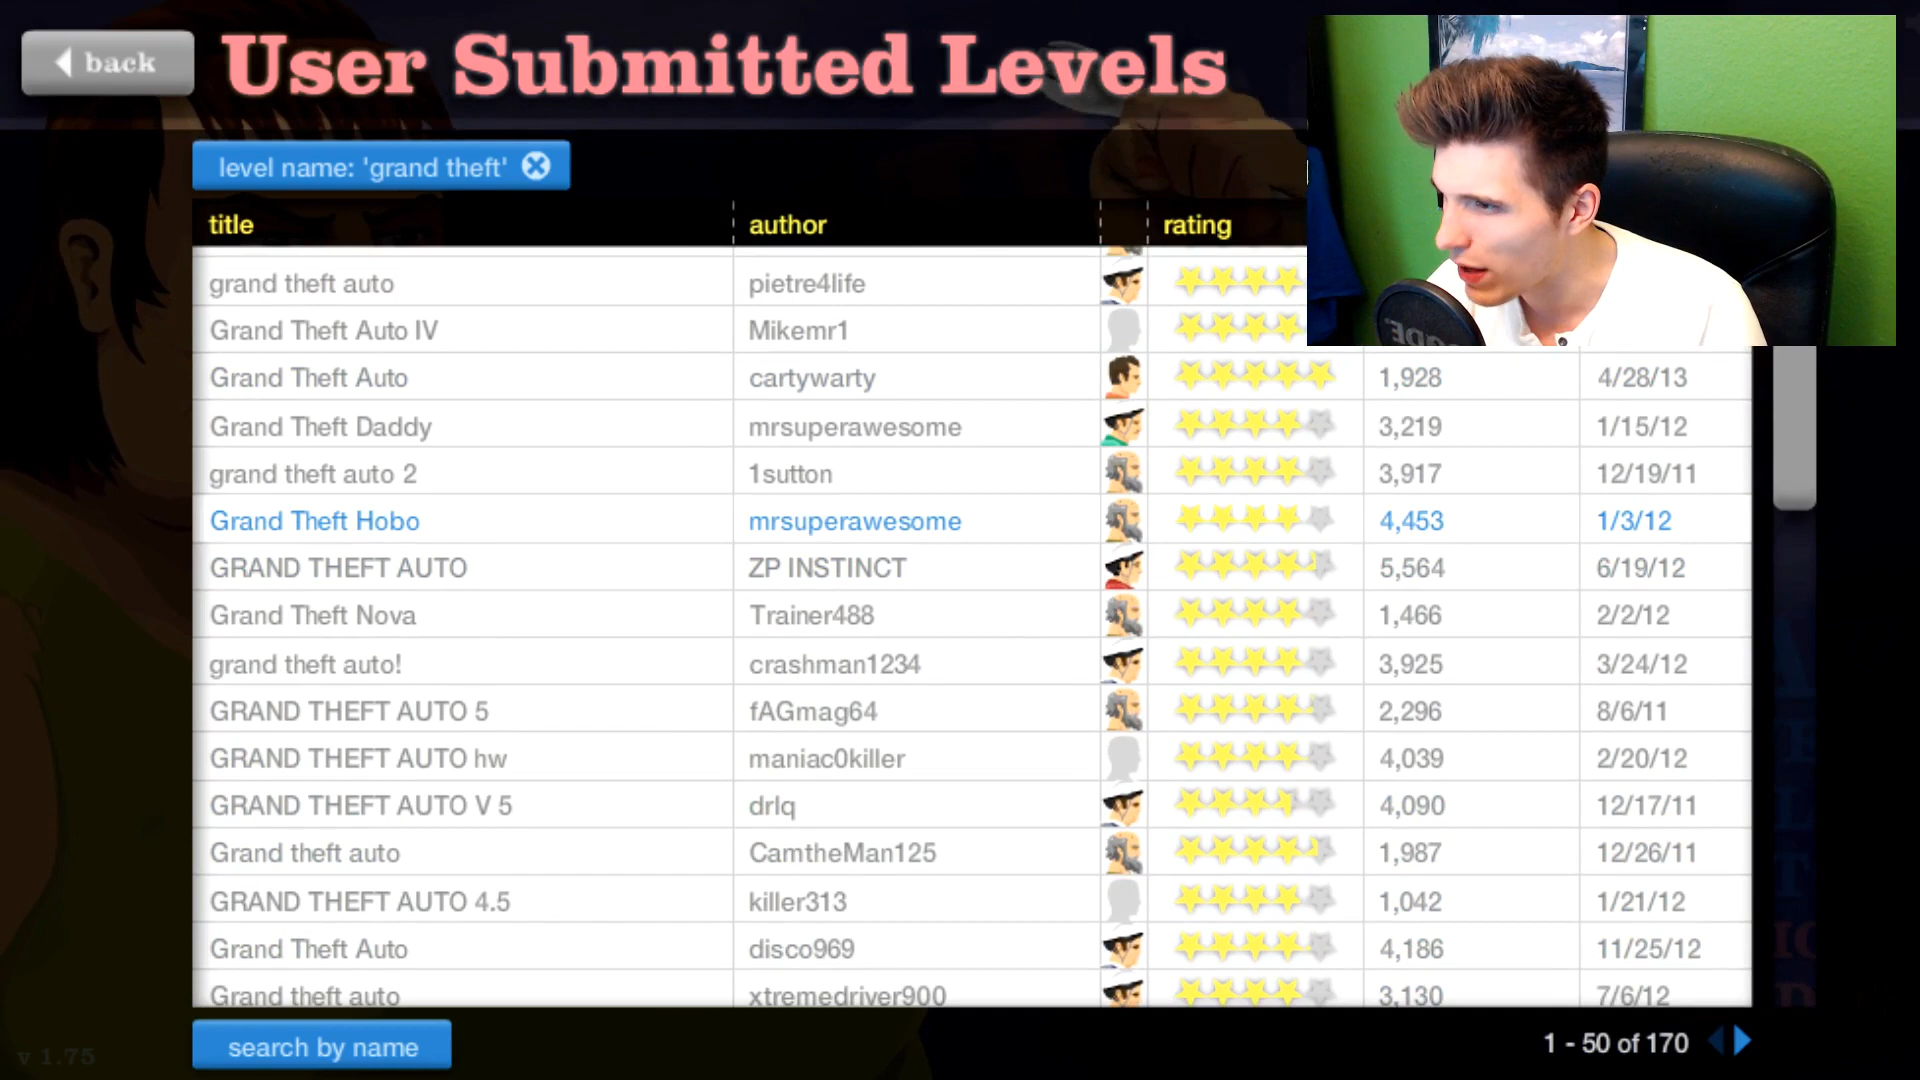 back
User Submitted Levels
level name: 'grand theft'
title author rating
grand theft auto pietre4life
Grand Theft Auto IV Mikemr1
Grand Theft Auto cartywarty 1,928 4/28/13
Grand Theft Daddy mrsuperawesome 3,219 1/15/12
grand theft auto 2 1sutton 3,917 12/19/11
Grand Theft Hobo mrsuperawesome 4,453 1/3/12
GRAND THEFT AUTO ZP INSTINCT 5,564 6/19/12
Grand Theft Nova Trainer488 1,466 2/2/12
grand theft auto! crashman1234 3,925 3/24/12
GRAND THEFT AUTO 5 fAGmag64 2,296 8/6/11
GRAND THEFT AUTO hw maniac0killer 4,039 2/20/12
GRAND THEFT AUTO V 5 drlq 4,090 12/17/11
Grand theft auto CamtheMan125 1,987 12/26/11
GRAND THEFT AUTO 4.5 killer313 1,042 1/21/12
Grand Theft Auto disco969 4,186 11/25/12
Grand theft auto xtremedriver900 3,130 7/6/12
search by name
1 - 50 of 170
v 1.75